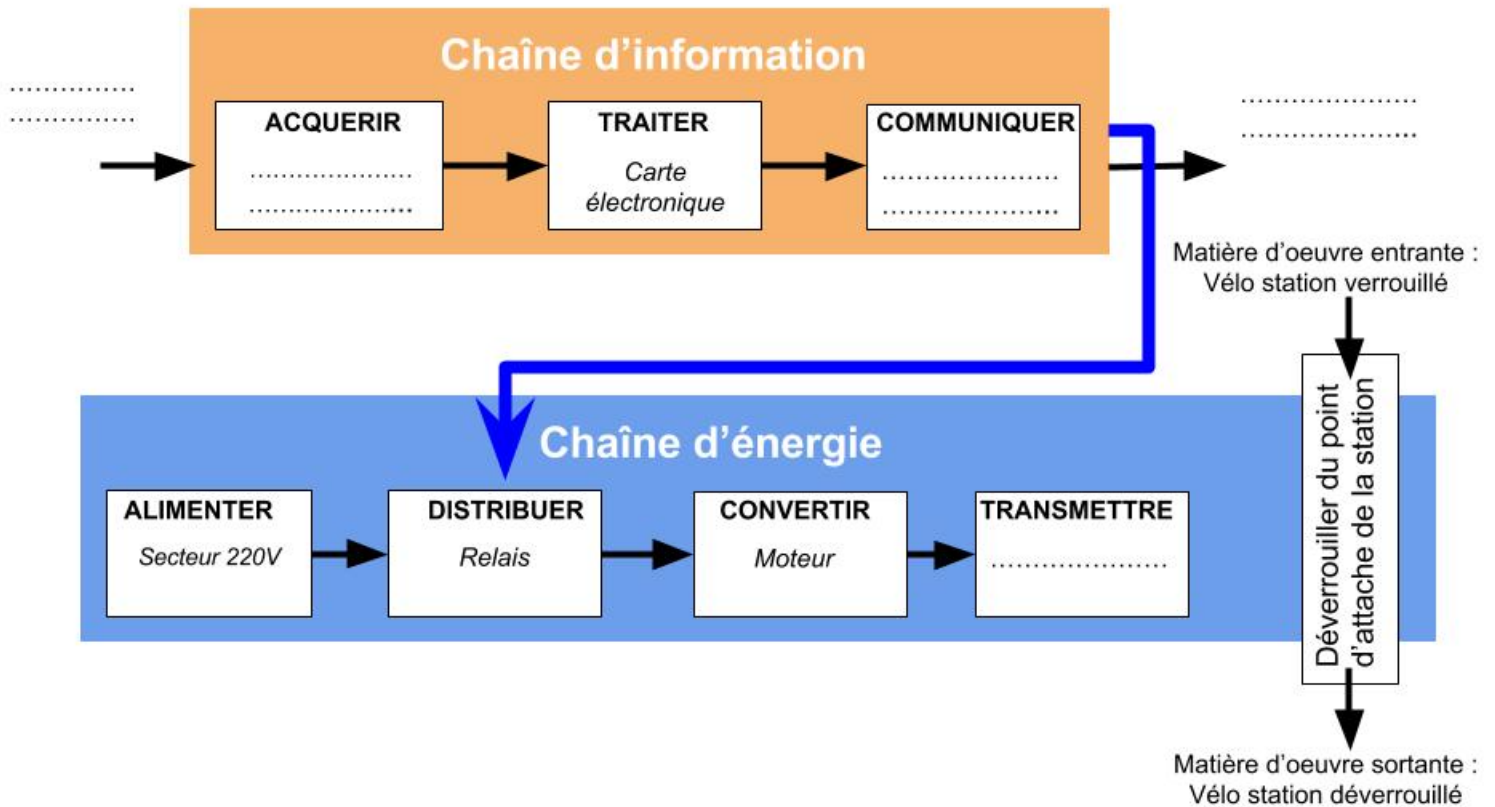 Chaîne d'information
……………
……………
ACQUERIR
…………………
………………...
TRAITER
Carte
électronique
COMMUNIQUER
…………………
………………...
…………………
………………...
Matière d'oeuvre entrante :
Vélo station verrouillé
Déverrouiller du point
d'attache de la station
Chaîne d'énergie
ALIMENTER
Secteur 220V
DISTRIBUER
Relais
CONVERTIR
Moteur
TRANSMETTRE
…………………
Matière d'oeuvre sortante :
Vélo station déverrouillé